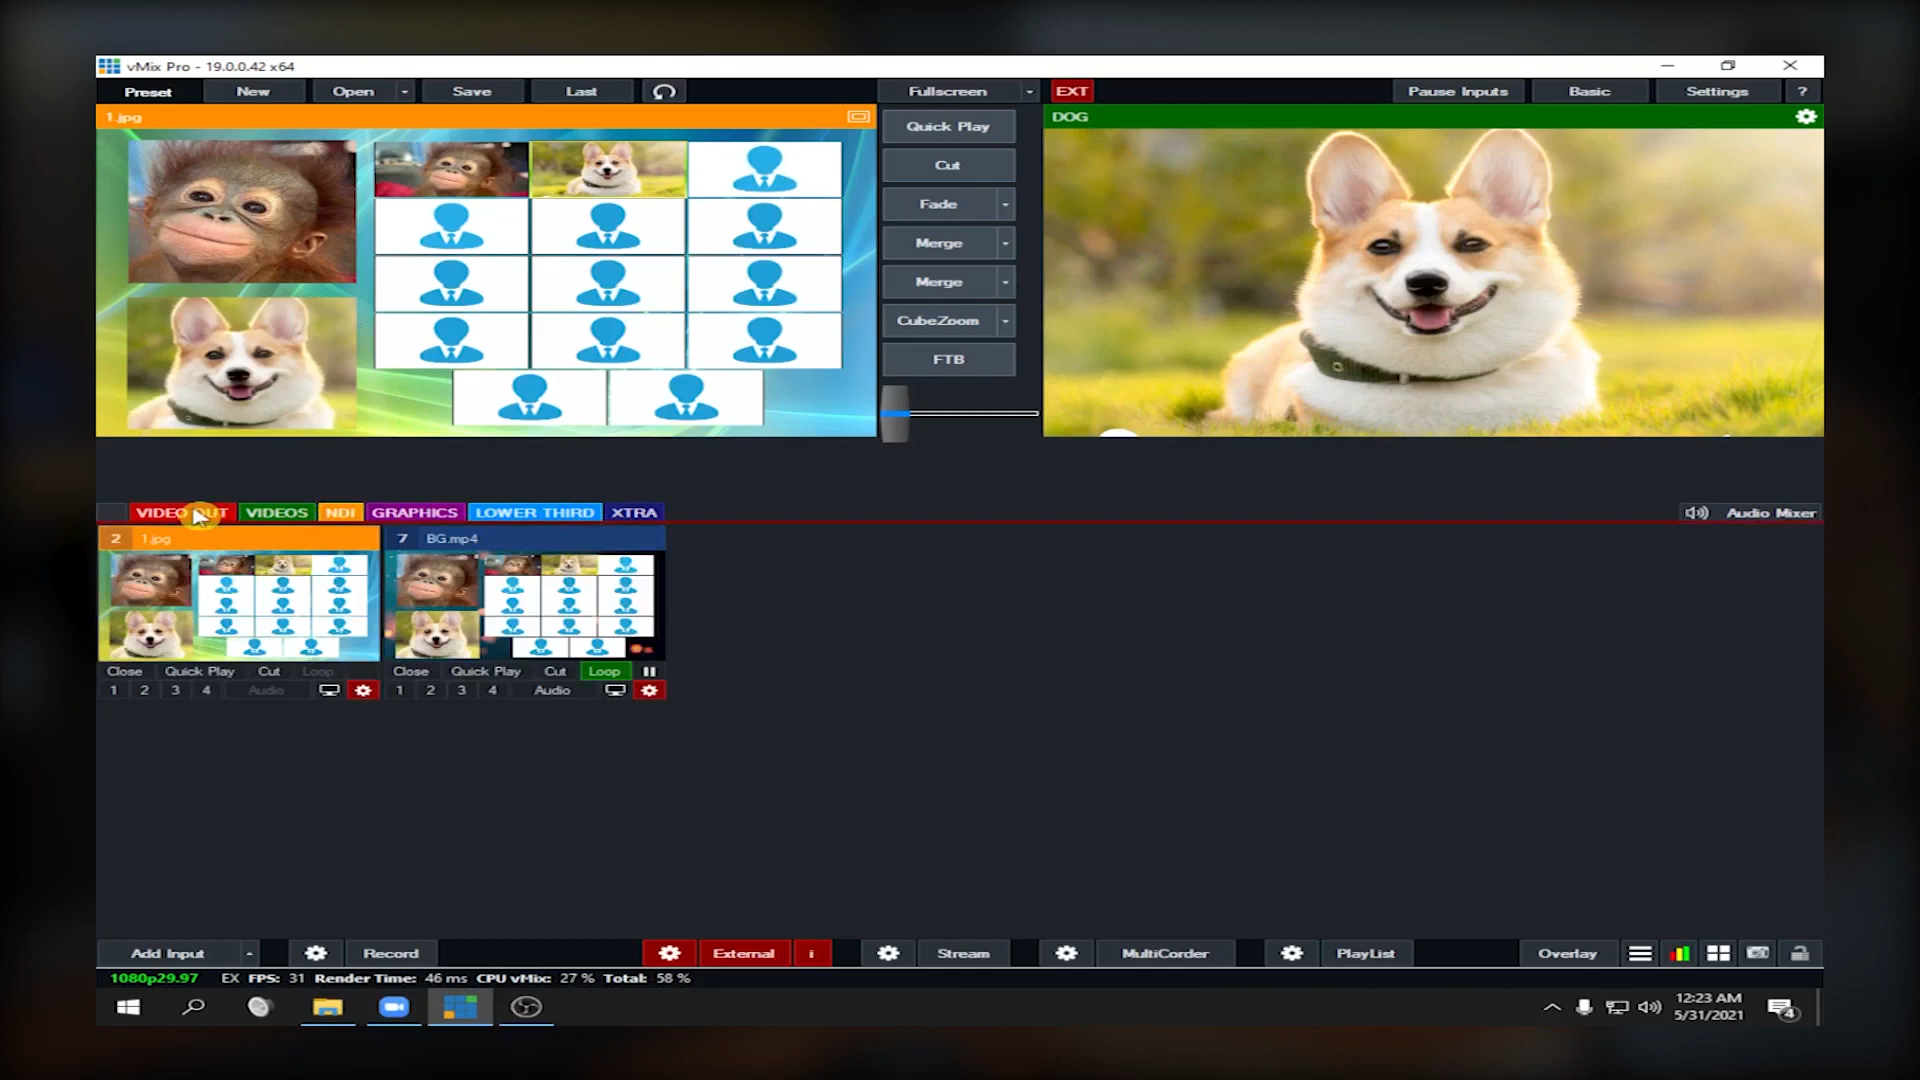 vMix Pro - 19.0.0.42 x64
Preset New Open Save Last Fullscreen EXT Pause Inputs Basic Settings ?
1.jpg
DOG
Quick Play
Cut
Fade
Merge
Merge
CubeZoom
FTB
VIDEO OUT VIDEOS NDI GRAPHICS LOWER THIRD XTRA Audio Mixer
2 1.jpg 7 BG.mp4
Close Quick Play Cut Loop Close Quick Play Cut Loop
1 2 3 4 Audio 1 2 3 4 Audio
Add Input Record External i Stream MultiCorder PlayList Overlay
1080p29.97 EX FPS: 31 Render Time: 46 ms CPU vMix: 27 % Total: 58 %
12:23 AM
5/31/2021
4